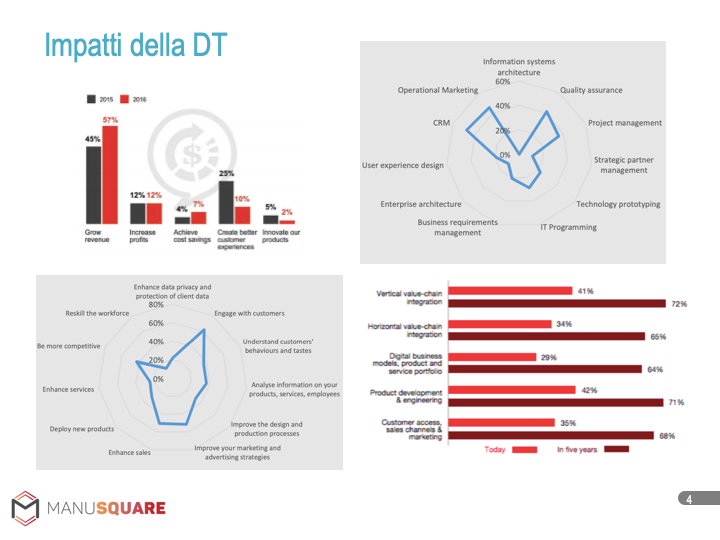 Impatti della DT
2015 2016
45%
57%
12% 12%
4%
7%
25%
10%
5%
2%
Grow
revenue
Increase
profits
Achieve
cost savings
Create better
customer
experiences
Innovate our
products
Information systems
architecture
60%
40%
20%
0%
Quality assurance
Project management
Strategic partner
management
Technology prototyping
IT Programming
Business requirements
management
Enterprise architecture
User experience design
CRM
Operational Marketing
Enhance data privacy and
protection of client data
80%
60%
40%
20%
0%
Engage with customers
Understand customers'
behaviours and tastes
Analyse information on your
products, services, employees
Improve the design and
production processes
Improve your marketing and
advertising strategies
Enhance sales
Deploy new products
Enhance services
Be more competitive
Reskill the workforce
Vertical value-chain
integration
41%
72%
Horizontal value-chain
integration
34%
65%
Digital business
models, product and
service portfolio
29%
64%
Product development
& engineering
42%
71%
Customer access,
sales channels &
marketing
35%
68%
Today In five years
MANUSQUARE
4